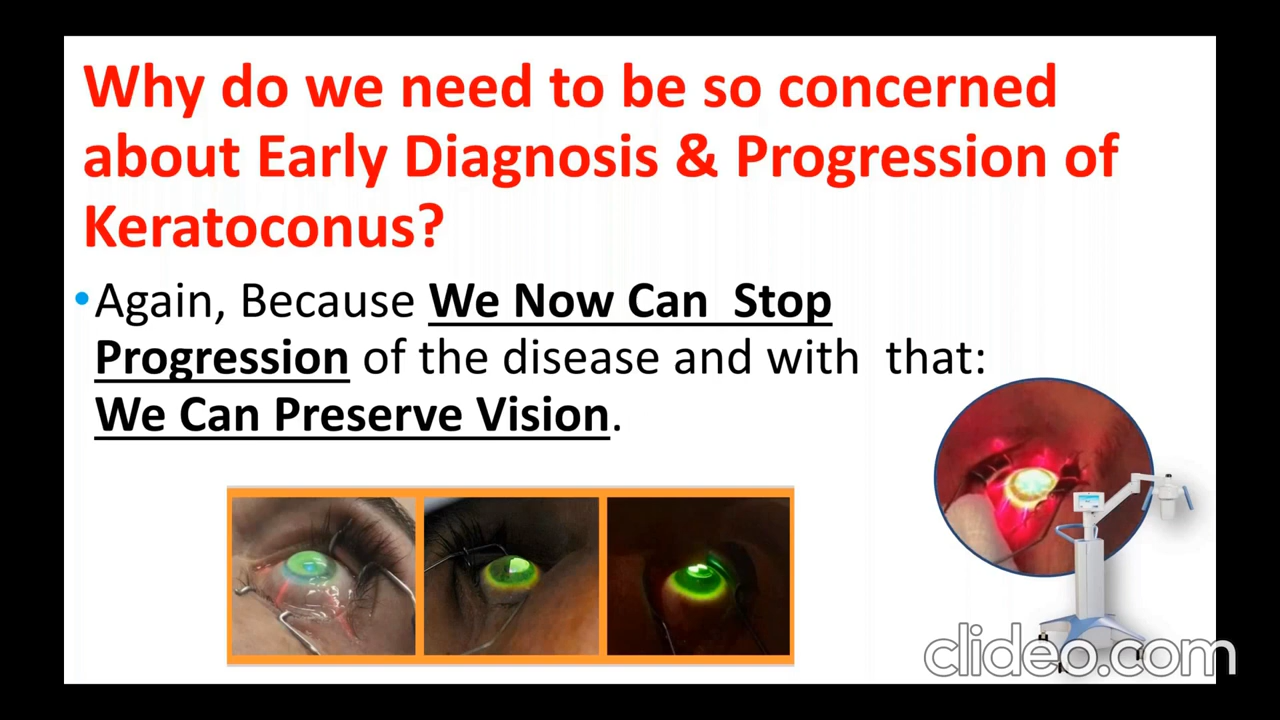 Why do we need to be so concerned
about Early Diagnosis & Progression of
Keratoconus?
•Again, Because We Now Can  Stop
Progression of the disease and with  that:
We Can Preserve Vision.
clideo.com